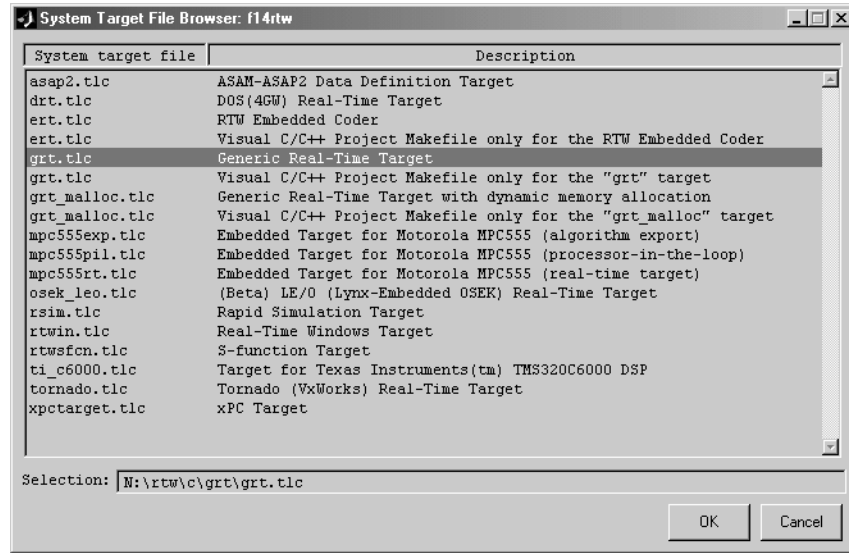 System Target File Browser: f14rtw
System target file Description
asap2.tlc ASAM-ASAP2 Data Definition Target
drt.tlc DOS(4GW) Real-Time Target
ert.tlc RTW Embedded Coder
ert.tlc Visual C/C++ Project Makefile only for the RTW Embedded Coder
grt.tlc Generic Real-Time Target
grt.tlc Visual C/C++ Project Makefile only for the "grt" target
grt_malloc.tlc Generic Real-Time Target with dynamic memory allocation
grt_malloc.tlc Visual C/C++ Project Makefile only for the "grt_malloc" target
mpc555exp.tlc Embedded Target for Motorola MPC555 (algorithm export)
mpc555pil.tlc Embedded Target for Motorola MPC555 (processor-in-the-loop)
mpc555rt.tlc Embedded Target for Motorola MPC555 (real-time target)
osek_leo.tlc (Beta) LE/O (Lynx-Embedded OSEK) Real-Time Target
rsim.tlc Rapid Simulation Target
rtwin.tlc Real-Time Windows Target
rtwsfcn.tlc S-function Target
ti_c6000.tlc Target for Texas Instruments(tm) TMS320C6000 DSP
tornado.tlc Tornado (VxWorks) Real-Time Target
xpctarget.tlc xPC Target
Selection: N:\rtw\c\grt\grt.tlc
OK Cancel